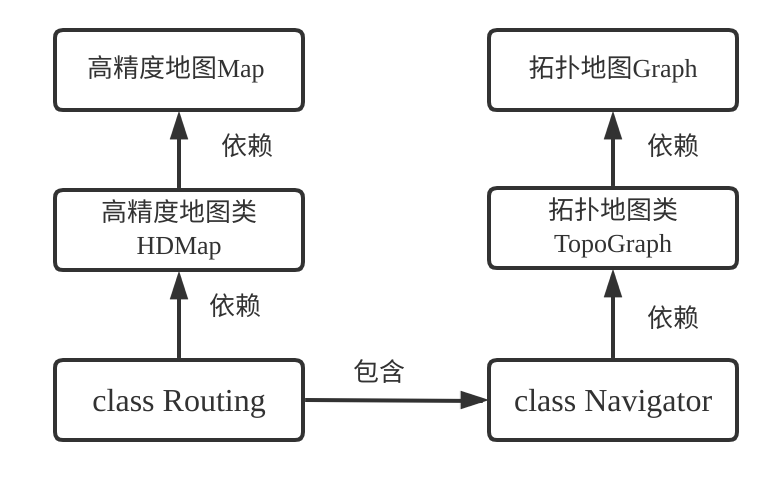 高精度地图Map
拓扑地图Graph
依赖
依赖
高精度地图类
HDMap
拓扑地图类
TopoGraph
依赖
依赖
包含
class Routing
class Navigator